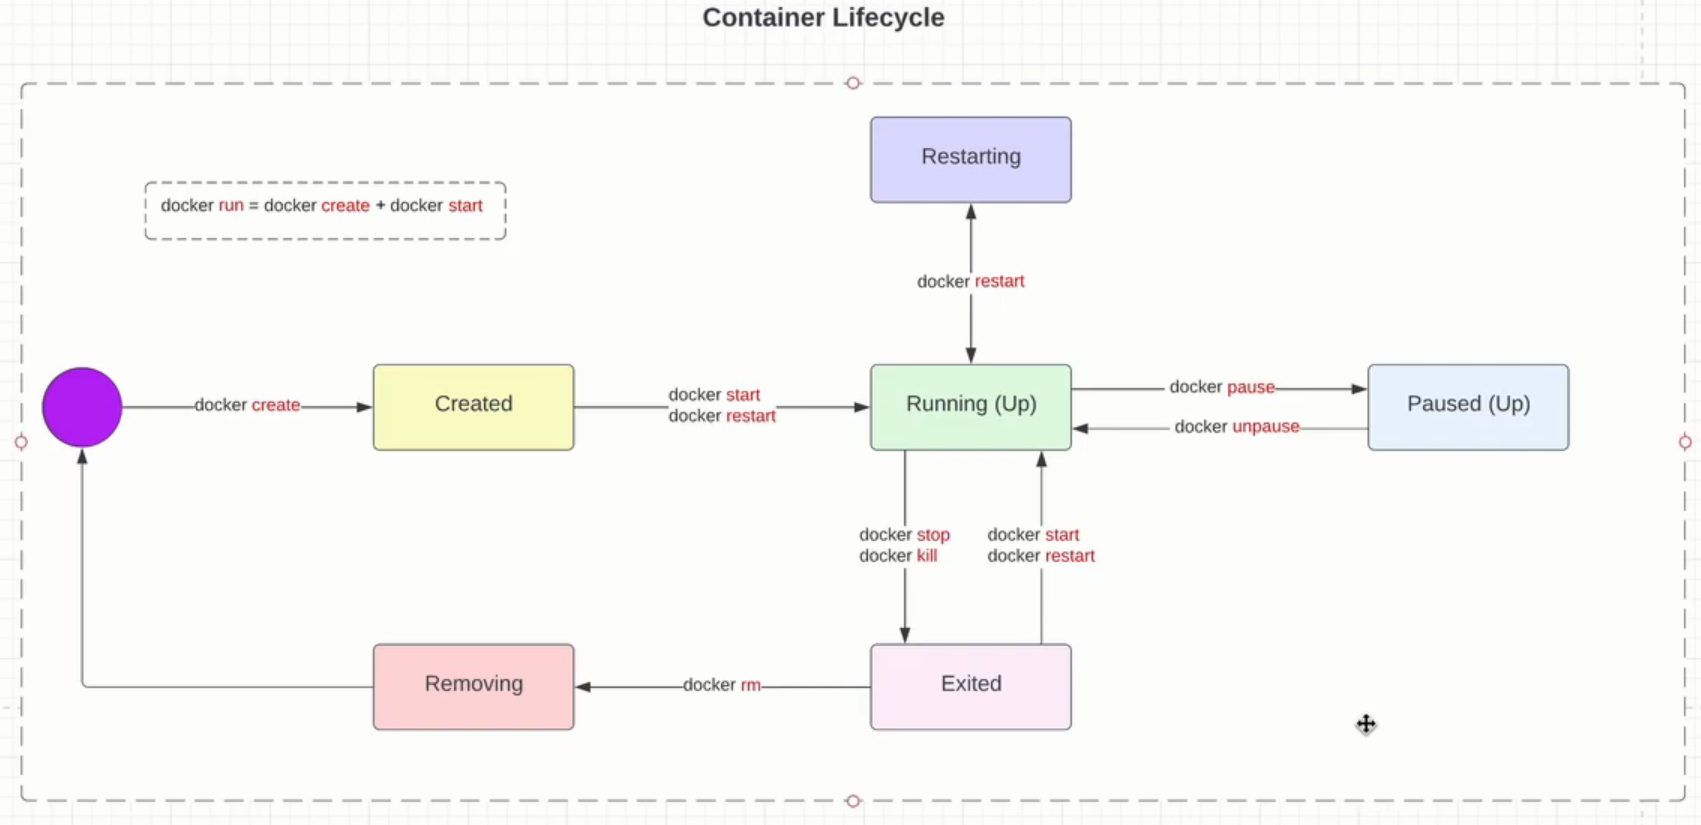 Container Lifecycle
Restarting
docker run = docker create + docker start
docker restart
docker create
Created
docker start
docker restart
Running (Up)
docker pause
docker unpause
Paused (Up)
docker stop
docker kill
docker start
docker restart
Removing
docker rm
Exited